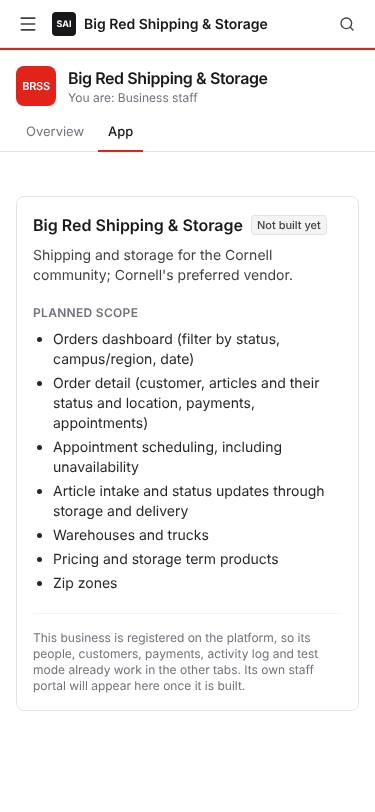 SAI Big Red Shipping & Storage
BRSS
Big Red Shipping & Storage
You are: Business staff
Overview App
Big Red Shipping & Storage Not built yet
Shipping and storage for the Cornell
community; Cornell's preferred vendor.
PLANNED SCOPE
• Orders dashboard (filter by status,
campus/region, date)
• Order detail (customer, articles and their
status and location, payments,
appointments)
• Appointment scheduling, including
unavailability
• Article intake and status updates through
storage and delivery
• Warehouses and trucks
• Pricing and storage term products
• Zip zones
This business is registered on the platform, so its
people, customers, payments, activity log and test
mode already work in the other tabs. Its own staff
portal will appear here once it is built.